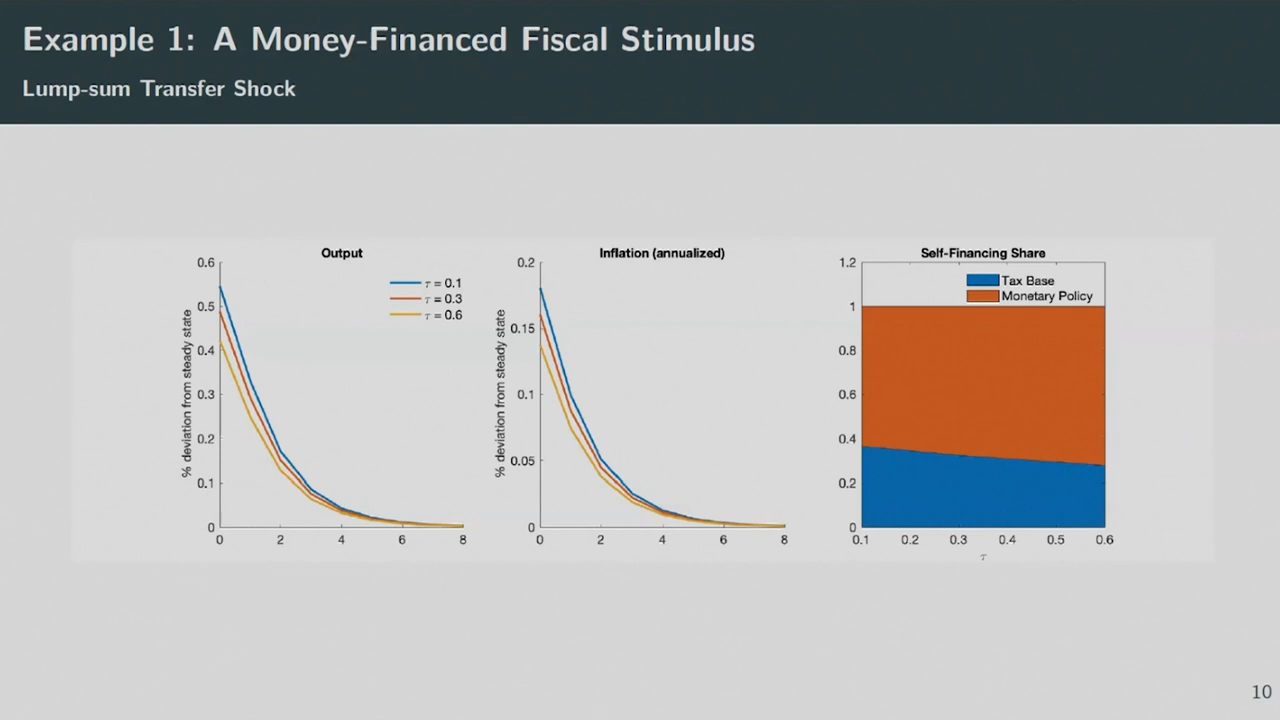 Example 1: A Money-Financed Fiscal Stimulus
Lump-sum Transfer Shock
Output
% deviation from steady state
0.6
0.5
0.4
0.3
0.2
0.1
0
0 2 4 6 8
τ = 0.1
τ = 0.3
τ = 0.6
Inflation (annualized)
% deviation from steady state
0.2
0.15
0.1
0.05
0
0 2 4 6 8
Self-Financing Share
1.2
1
0.8
0.6
0.4
0.2
0
0.1 0.2 0.3 0.4 0.5 0.6
τ
Tax Base
Monetary Policy
10